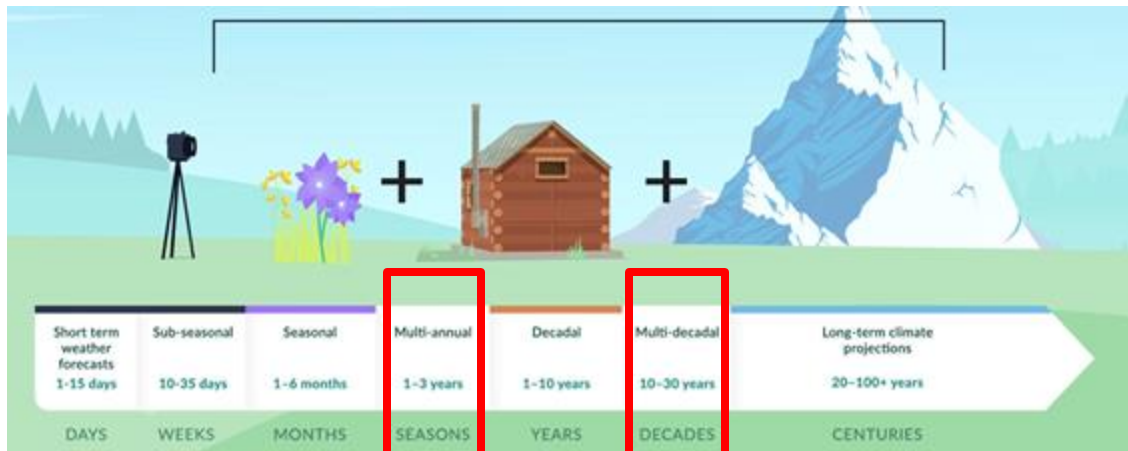 +
+
Short term
weather
forecasts
1-15 days
Sub-seasonal
10-35 days
Seasonal
1-6 months
Multi-annual
1-3 years
Decadal
1-10 years
Multi-decadal
10-30 years
Long-term climate
projections
20-100+ years
DAYS
WEEKS
MONTHS
SEASONS
YEARS
DECADES
CENTURIES